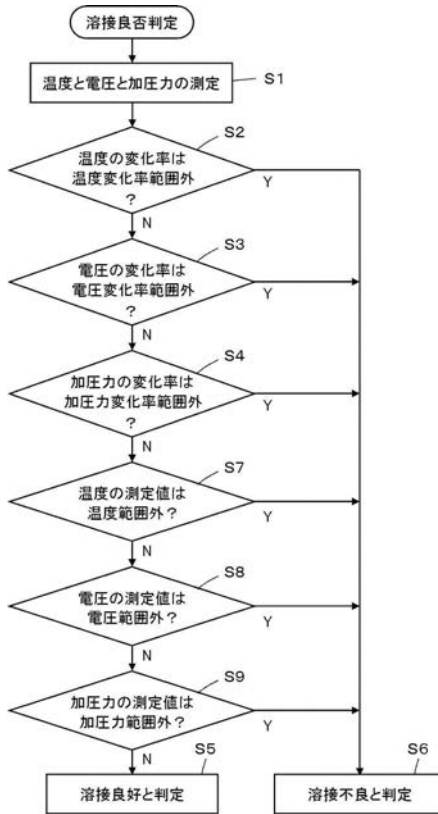 溶接良否判定
S1
温度と電圧と加圧力の測定
S2
温度の変化率は
温度変化率範囲外
?
Y
N
S3
電圧の変化率は
電圧変化率範囲外
?
Y
N
S4
加圧力の変化率は
加圧力変化率範囲外
?
Y
N
S7
温度の測定値は
温度範囲外?
Y
N
S8
電圧の測定値は
電圧範囲外?
Y
N
S9
加圧力の測定値は
加圧力範囲外?
Y
N
S5
溶接良好と判定
S6
溶接不良と判定